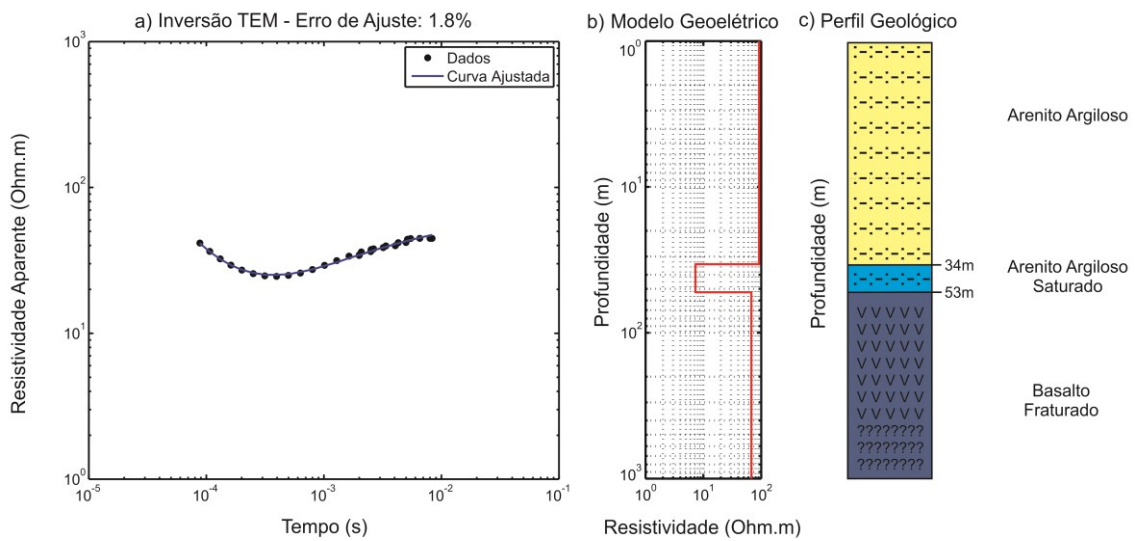 a) Inversão TEM - Erro de Ajuste: 1.8%
Resistividade Aparente (Ohm.m)
10^3
10^2
10^1
10^0
Dados
Curva Ajustada
10^-5
10^-4
10^-3
10^-2
10^-1
Tempo (s)
b) Modelo Geoelétrico
Profundidade (m)
10^0
10^1
10^2
10^3
10^0
10^1
10^2
Resistividade (Ohm.m)
c) Perfil Geológico
Profundidade (m)
Arenito Argiloso
34m
Arenito Argiloso
Saturado
53m
V V V V V
V V V V V
V V V V V
V V V V V
V V V V V
V V V V V
V V V V V
????????
????????
????????
Basalto
Fraturado